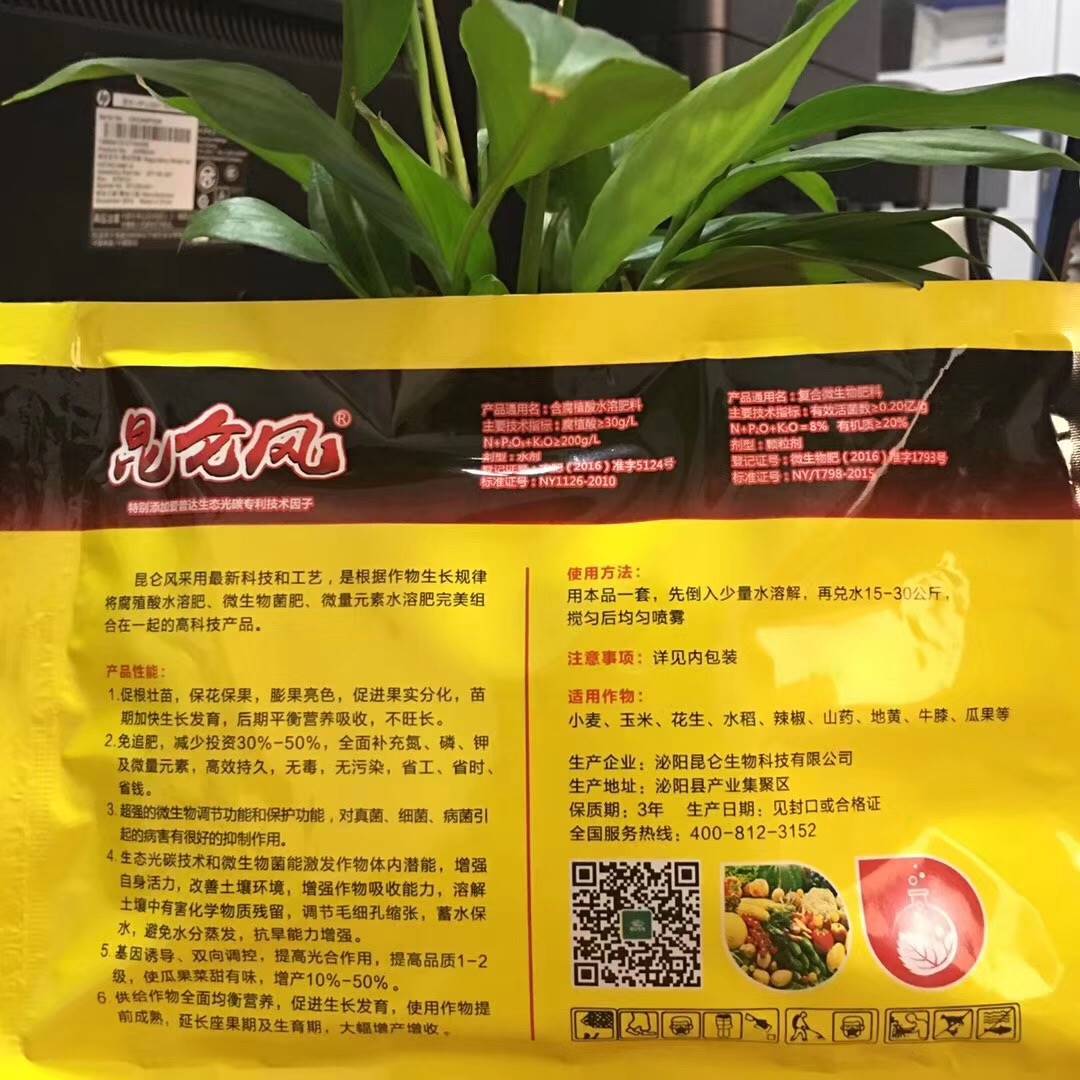 昆仑风®
特别添加爱普达生态光碳专利技术因子
产品通用名：含腐植酸水溶肥料
主要技术指标：腐植酸≥30g/L
N+P₂O₅+K₂O≥200g/L
剂型：水剂
登记证号：农肥（2016）准字5124号
标准证号：NY1126-2010
产品通用名：复合微生物肥料
主要技术指标：有效活菌数≥0.20亿/g
N+P₂O₅+K₂O=8% 有机质≥20%
剂型：颗粒剂
登记证号：微生物肥（2016）准字1793号
标准证号：NY/T798-2015
昆仑风采用最新科技和工艺，是根据作物生长规律
将腐殖酸水溶肥、微生物菌肥、微量元素水溶肥完美组
合在一起的高科技产品。
产品性能：
1.促根壮苗，保花保果，膨果亮色，促进果实分化，苗
期加快生长发育，后期平衡营养吸收，不旺长。
2.免追肥，减少投资30%-50%，全面补充氮、磷、钾
及微量元素，高效持久，无毒，无污染，省工、省时、
省钱。
3.超强的微生物调节功能和保护功能，对真菌、细菌、病菌引
起的病害有很好的抑制作用。
4.生态光碳技术和微生物菌能激发作物体内潜能，增强
自身活力，改善土壤环境，增强作物吸收能力，溶解
土壤中有害化学物质残留，调节毛细孔缩张，蓄水保
水，避免水分蒸发，抗旱能力增强。
5.基因诱导、双向调控，提高光合作用，提高品质1-2
级，使瓜果菜甜有味，增产10%-50%。
6.供给作物全面均衡营养，促进生长发育，使用作物提
前成熟，延长座果期及生育期，大幅增产增收。
使用方法：
用本品一套，先倒入少量水溶解，再兑水15-30公斤，
搅匀后均匀喷雾
注意事项：详见内包装
适用作物：
小麦、玉米、花生、水稻、辣椒、山药、地黄、牛膝、瓜果等
生产企业：泌阳昆仑生物科技有限公司
生产地址：泌阳县产业集聚区
保质期：3年 生产日期：见封口或合格证
全国服务热线：400-812-3152